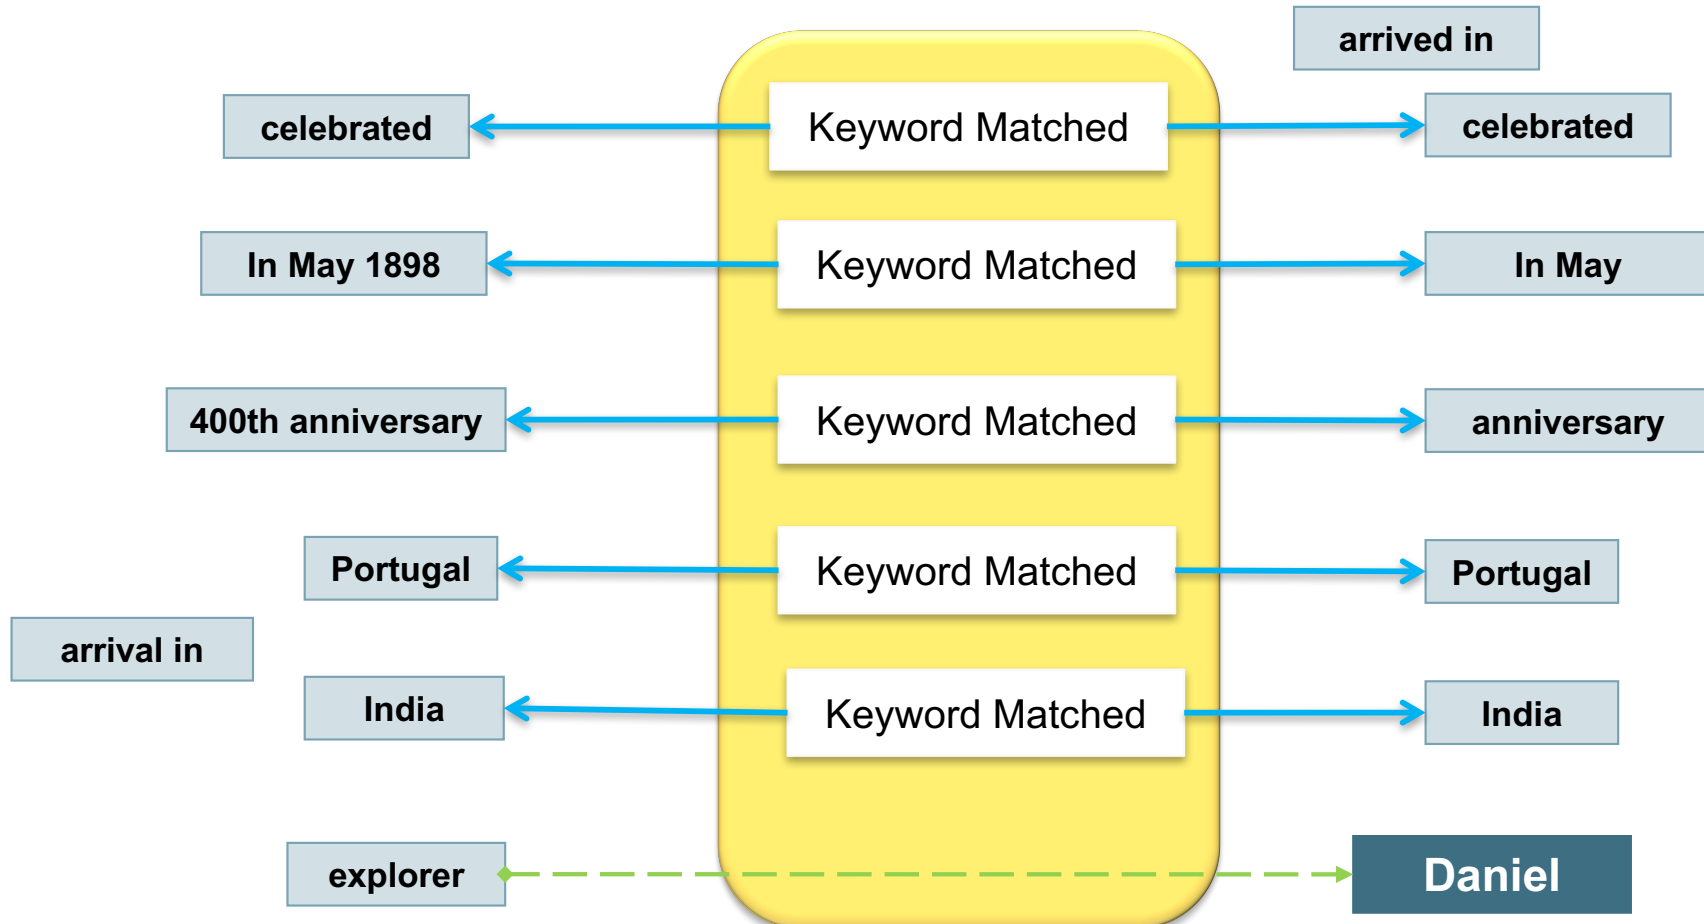 arrived in
celebrated
Keyword Matched
celebrated
In May 1898
Keyword Matched
In May
400th anniversary
Keyword Matched
anniversary
Portugal
Keyword Matched
Portugal
arrival in
India
Keyword Matched
India
explorer
Daniel